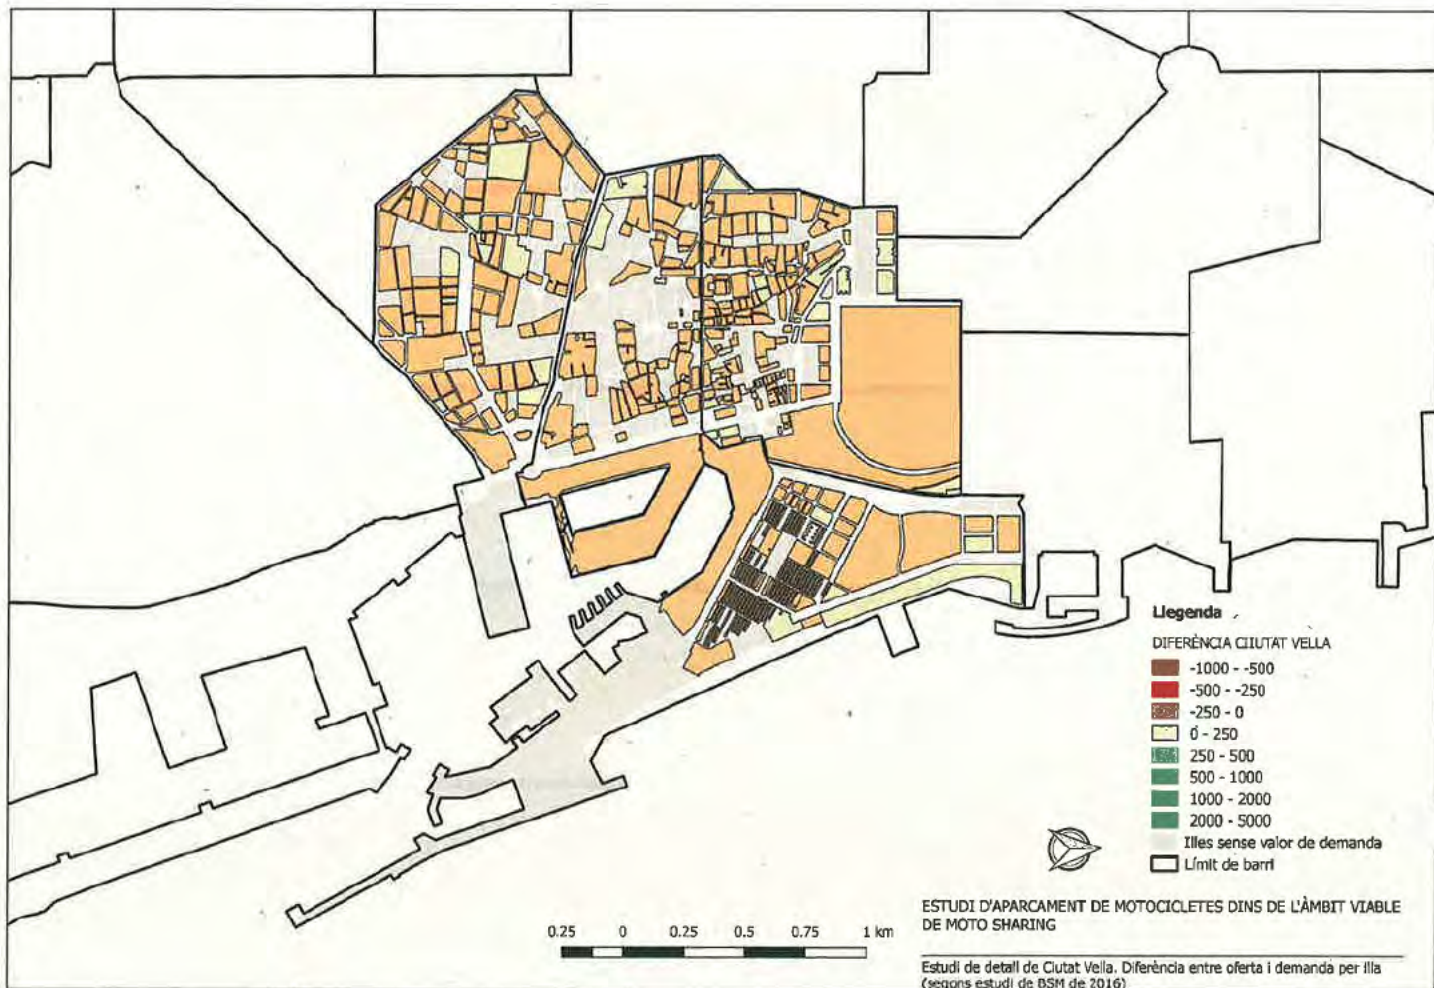 Llegenda
DIFERÈNCIA CIIUTAT VELLA
-1000 - -500
-500 - -250
-250 - 0
0 - 250
250 - 500
500 - 1000
1000 - 2000
2000 - 5000
Illes sense valor de demanda
Límit de barri
ESTUDI D'APARCAMENT DE MOTOCICLETES DINS DE L'ÀMBIT VIABLE
DE MOTO SHARING
0.25 0 0.25 0.5 0.75 1 km
Estudi de detall de Ciutat Vella. Diferència entre oferta i demanda per illa
(segons estudi de BSM de 2016)